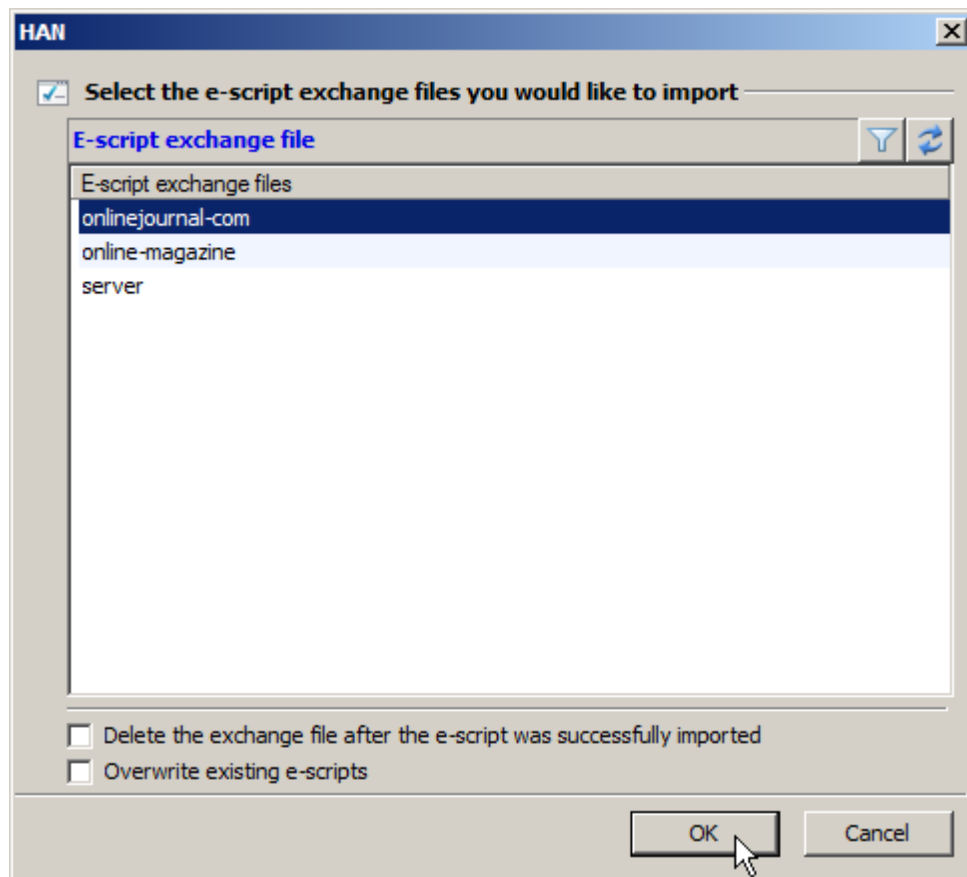 HAN
Select the e-script exchange files you would like to import
E-script exchange file
E-script exchange files
onlinejournal-com
online-magazine
server
Delete the exchange file after the e-script was successfully imported
Overwrite existing e-scripts
OK Cancel